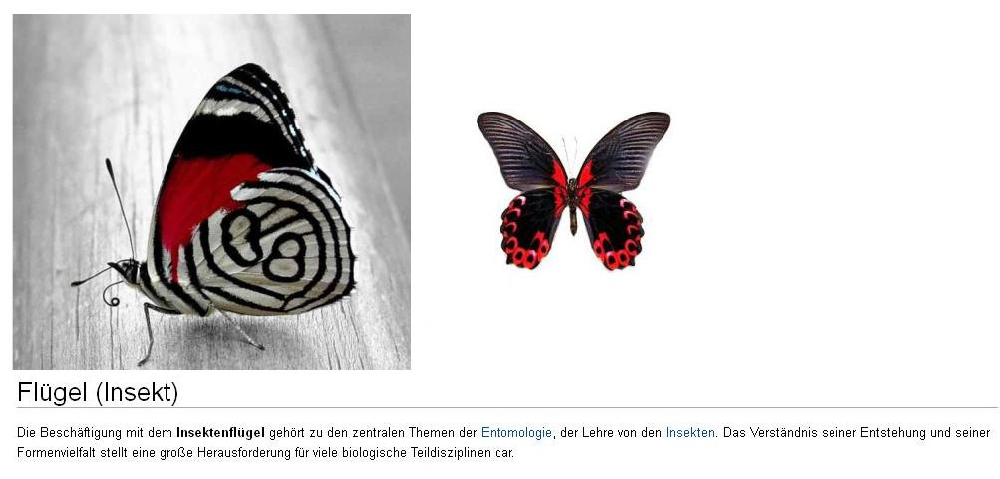 Flügel (Insekt)
Die Beschäftigung mit dem Insektenflügel gehört zu den zentralen Themen der Entomologie, der Lehre von den Insekten. Das Verständnis seiner Entstehung und seiner
Formenvielfalt stellt eine große Herausforderung für viele biologische Teildisziplinen dar.